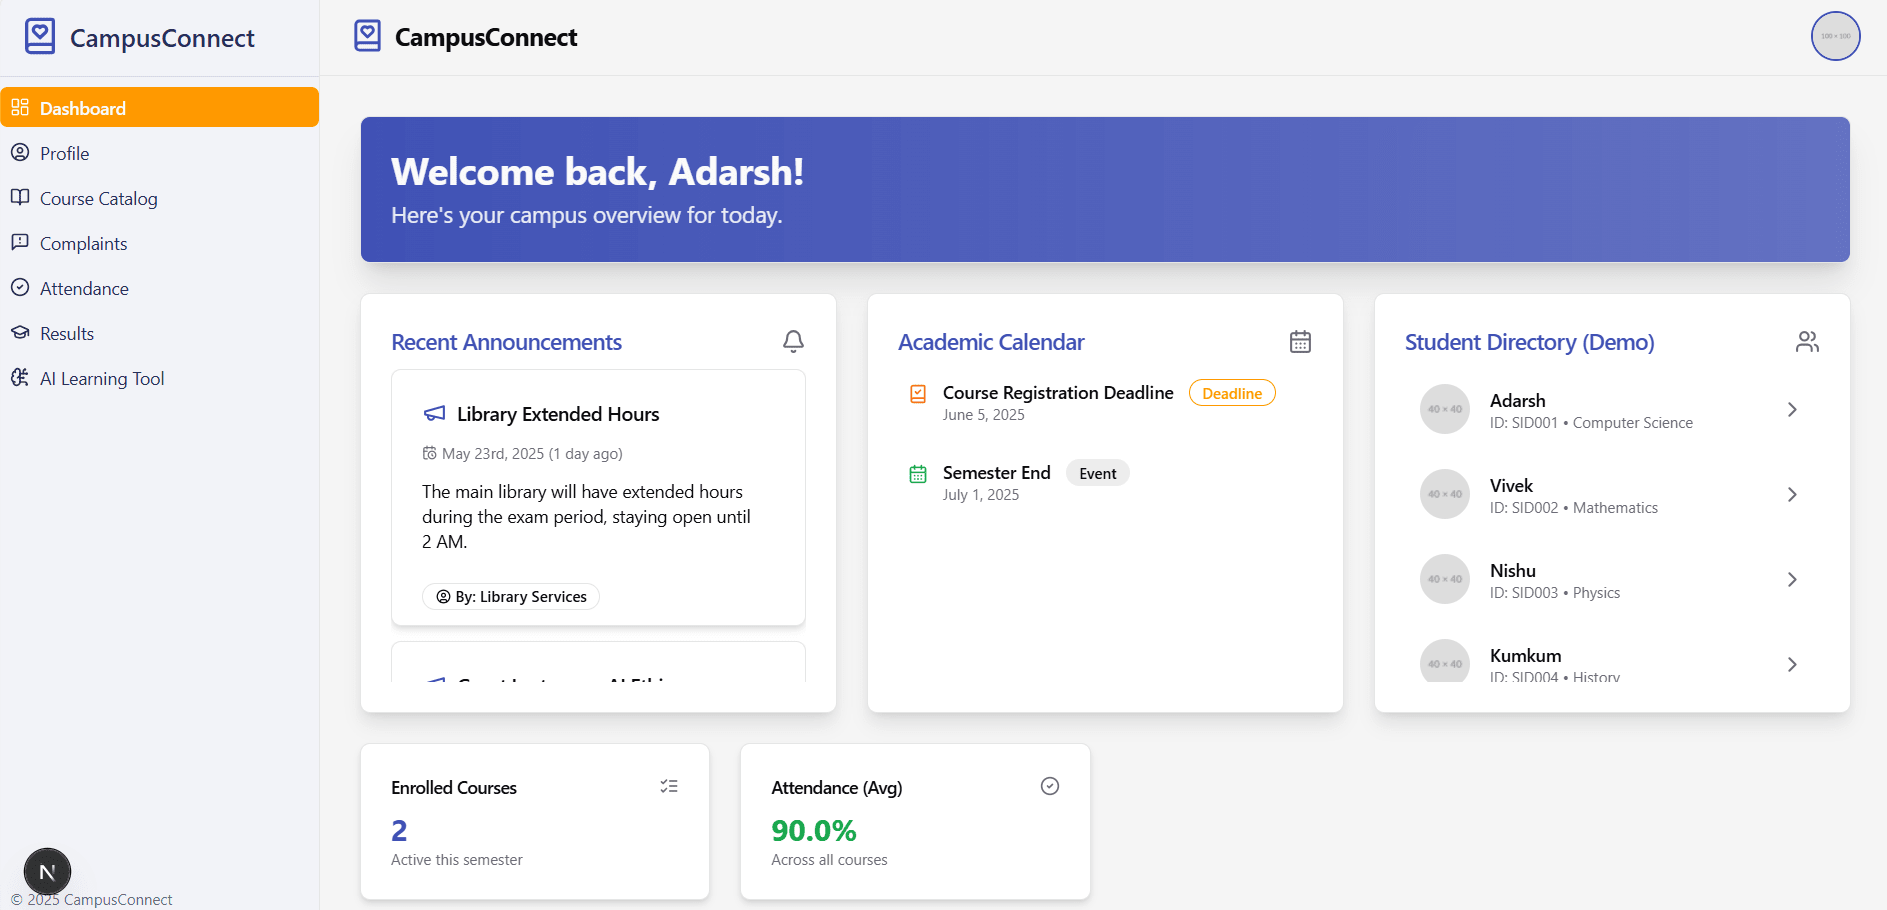 CampusConnect
Dashboard
Profile
Course Catalog
Complaints
Attendance
Results
AI Learning Tool
N
© 2025 CampusConnect
CampusConnect
100 × 100
Welcome back, Adarsh!
Here's your campus overview for today.
Recent Announcements
Library Extended Hours
May 23rd, 2025 (1 day ago)
The main library will have extended hours
during the exam period, staying open until
2 AM.
By: Library Services
Academic Calendar
Course Registration Deadline Deadline
June 5, 2025
Semester End Event
July 1, 2025
Student Directory (Demo)
40 × 40
Adarsh
ID: SID001 • Computer Science
40 × 40
Vivek
ID: SID002 • Mathematics
40 × 40
Nishu
ID: SID003 • Physics
40 × 40
Kumkum
ID: SID004 • History
Enrolled Courses
2
Active this semester
Attendance (Avg)
90.0%
Across all courses